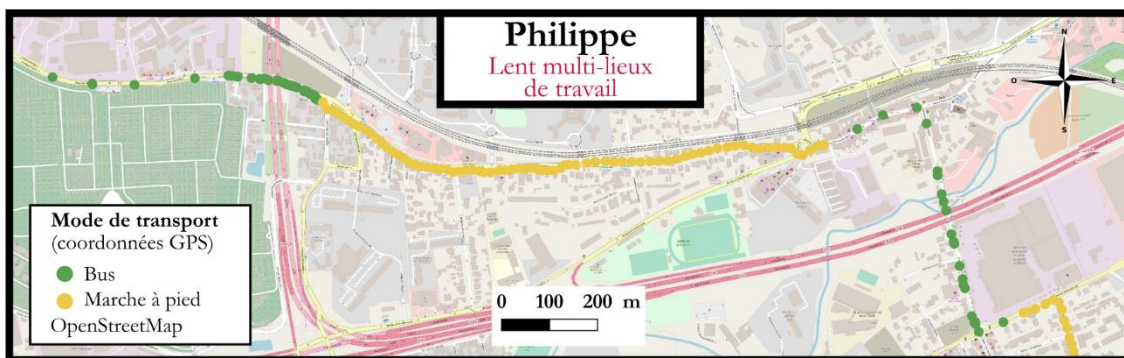 Philippe
Lent multi-lieux
de travail
N
O
E
S
Mode de transport
(coordonnées GPS)
Bus
Marche à pied
OpenStreetMap
0 100 200 m